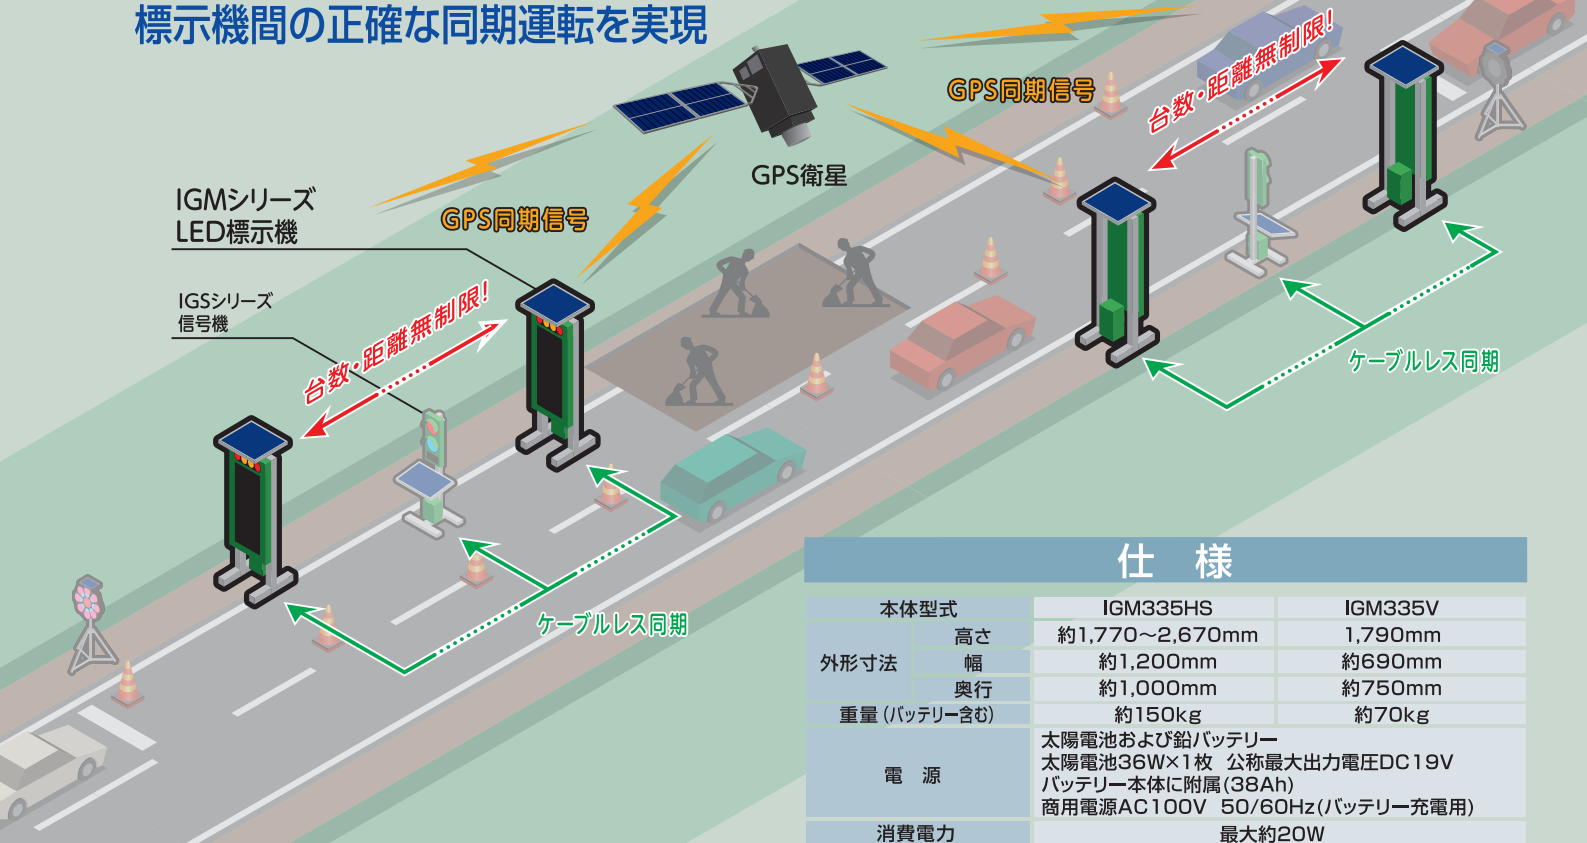 標示機間の正確な同期運転を実現
GPS同期信号
台数・距離無制限!
GPS衛星
IGMシリーズ
LED標示機
GPS同期信号
IGSシリーズ
信号機
台数・距離無制限!
ケーブルレス同期
ケーブルレス同期
仕 様
本体型式 IGM335HS IGM335V
外形寸法 高さ 約1,770～2,670mm 1,790mm
幅 約1,200mm 約690mm
奥行 約1,000mm 約750mm
重量(バッテリー含む) 約150kg 約70kg
電 源 太陽電池および鉛バッテリー
太陽電池36W×1枚 公称最大出力電圧DC19V
バッテリー本体に附属(38Ah)
商用電源AC100V 50/60Hz(バッテリー充電用)
消費電力 最大約20W